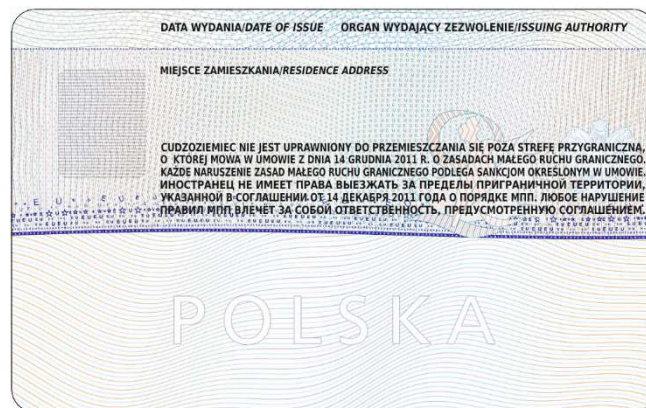 DATA WYDANIA/DATE OF ISSUE ORGAN WYDAJĄCY ZEZWOLENIE/ISSUING AUTHORITY
MIEJSCE ZAMIESZKANIA/RESIDENCE ADDRESS
CUDZOZIEMIEC NIE JEST UPRAWNIONY DO PRZEMIESZCZANIA SIĘ POZA STREFĘ PRZYGRANICZNĄ,
O KTÓREJ MOWA W UMOWIE Z DNIA 14 GRUDNIA 2011 R. O ZASADACH MAŁEGO RUCHU GRANICZNEGO.
KAŻDE NARUSZENIE ZASAD MAŁEGO RUCHU GRANICZNEGO PODLEGA SANKCJOM OKREŚLONYM W UMOWIE.
ИНОСТРАНЕЦ НЕ ИМЕЕТ ПРАВА ВЫЕЗЖАТЬ ЗА ПРЕДЕЛЫ ПРИГРАНИЧНОЙ ТЕРРИТОРИИ,
УКАЗАННОЙ В СОГЛАШЕНИИ ОТ 14 ДЕКАБРЯ 2011 ГОДА О ПОРЯДКЕ МПП. ЛЮБОЕ НАРУШЕНИЕ
ПРАВИЛ МПП ВЛЕЧЁТ ЗА СОБОЙ ОТВЕТСТВЕННОСТЬ, ПРЕДУСМОТРЕННУЮ СОГЛАШЕНИЕМ.
POLSKA